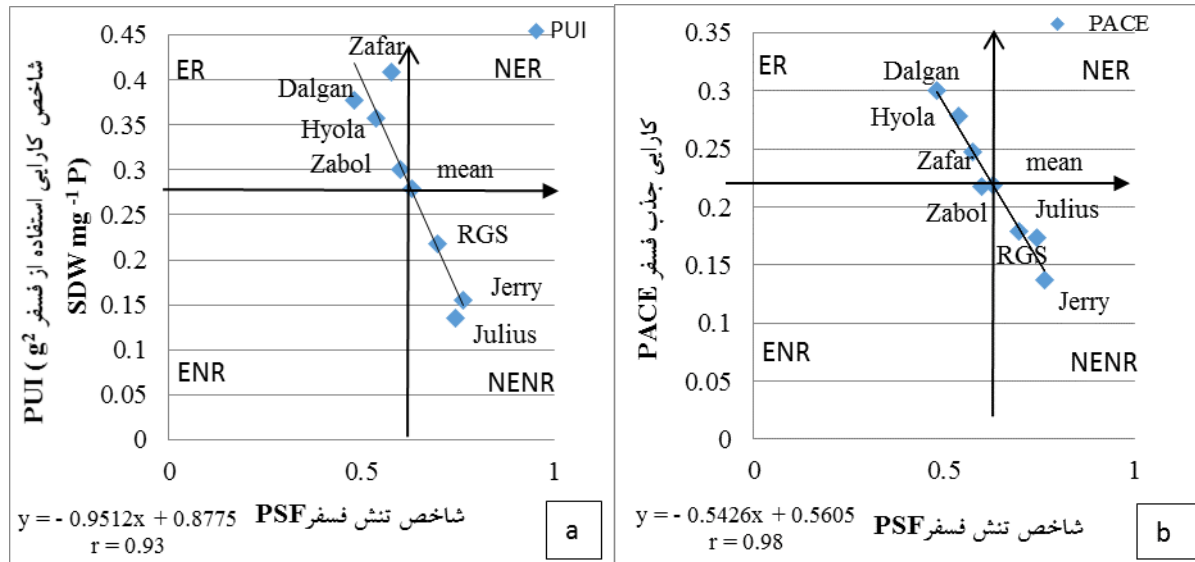 PUI
0.45
0.4
0.35
0.3
0.25
0.2
0.15
0.1
0.05
0
0
0.5
1
شاخص کارایی استفاده از فسفر PUI ( g2
SDW mg -1 P)
ER
NER
ENR
NENR
Zafar
Dalgan
Hyola
Zabol
mean
RGS
Jerry
Julius
شاخص تنش فسفرPSF
y = - 0.9512x + 0.8775
r = 0.93
a
PACE
0.35
0.3
0.25
0.2
0.15
0.1
0.05
0
0
0.5
1
کارایی جذب فسفر PACE
ER
NER
ENR
NENR
Dalgan
Hyola
Zafar
mean
Zabol
Julius
RGS
Jerry
شاخص تنش فسفرPSF
y = -0.5426x + 0.5605
r = 0.98
b